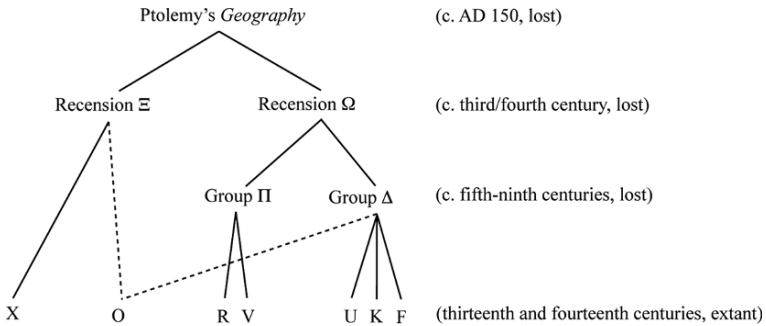 Ptolemy's Geography (c. AD 150, lost)
Recension Ξ Recension Ω (c. third/fourth century, lost)
Group Π Group Δ (c. fifth-ninth centuries, lost)
X O R V U K F (thirteenth and fourteenth centuries, extant)